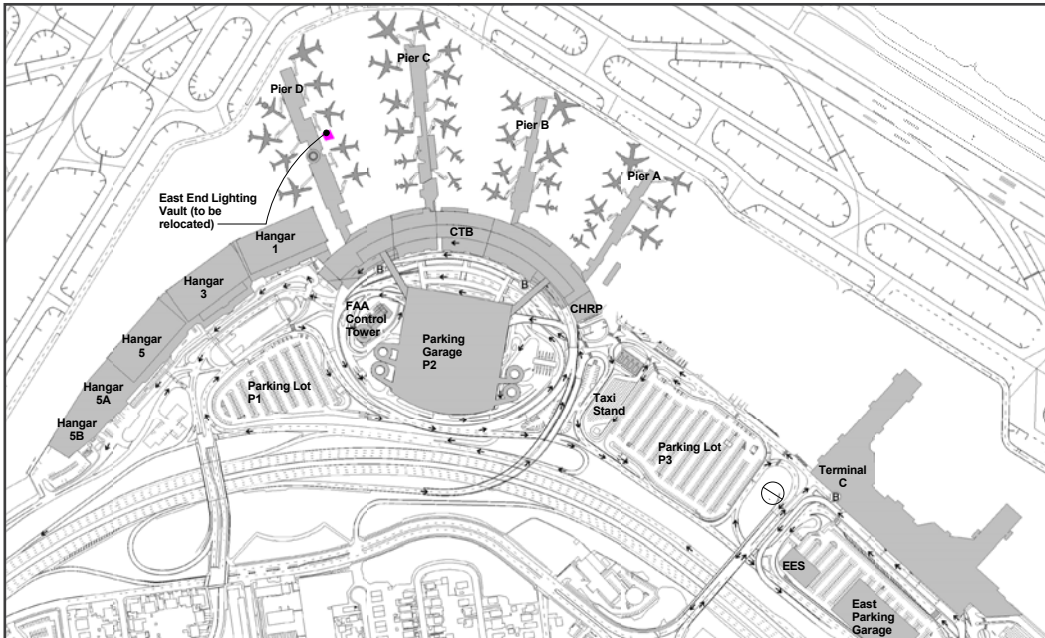 Pier C
Pier D
Pier B
Pier A
East End Lighting
Vault (to be
relocated)
Hangar
1
CTB
Hangar
3
B
B
FAA
Control
Tower
CHRP
Parking
Garage
P2
Hangar
5
Parking Lot
P1
Hangar
5A
Taxi
Stand
Hangar
5B
Parking Lot
P3
Terminal
C
B
EES
East Parking
Garage